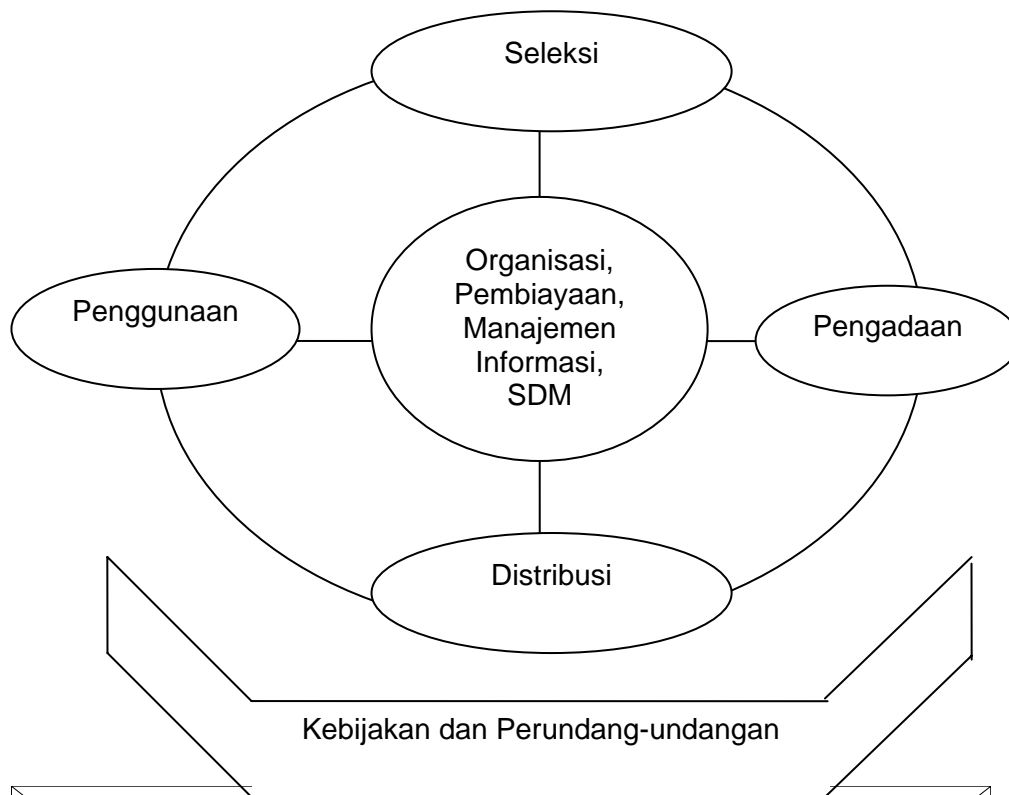 Seleksi
Penggunaan
Organisasi,
Pembiayaan,
Manajemen
Informasi,
SDM
Pengadaan
Distribusi
Kebijakan dan Perundang-undangan